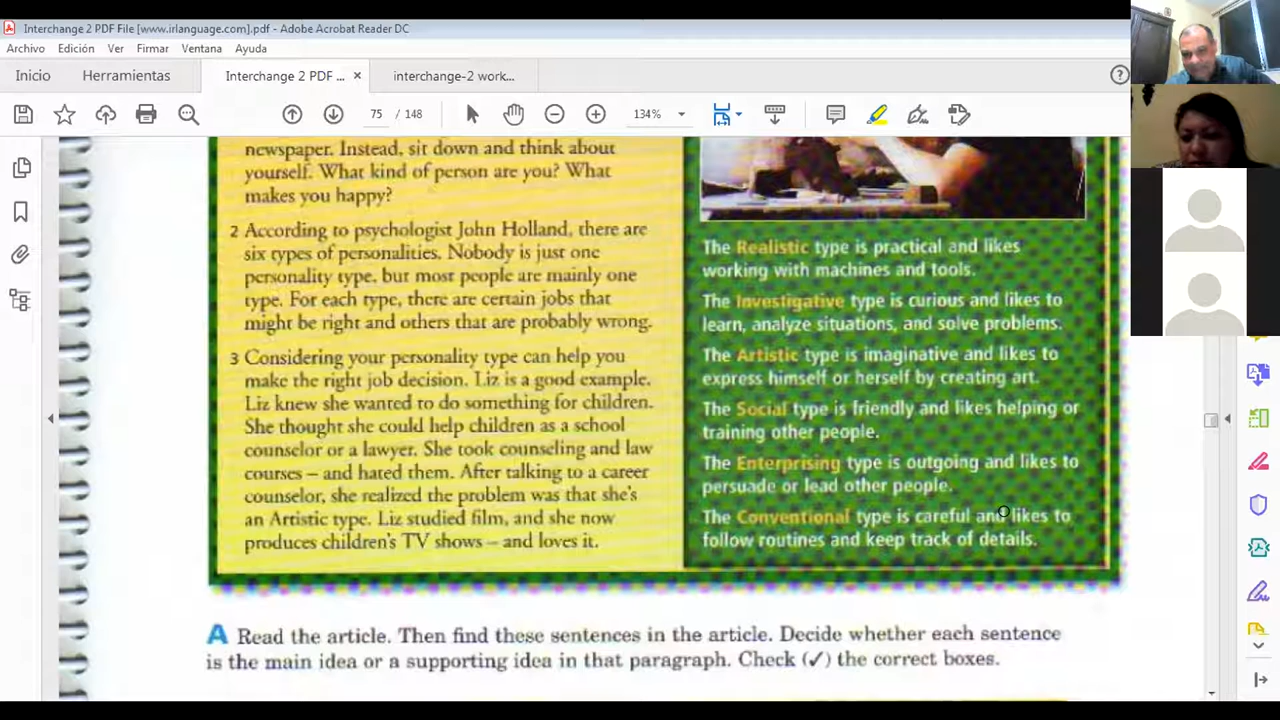 Interchange 2 PDF File [www.irlanguage.com].pdf - Adobe Acrobat Reader DC
Archivo Edición Ver Firmar Ventana Ayuda
Inicio Herramientas Interchange 2 PDF ... × interchange-2 work...
75 / 148 134%
newspaper. Instead, sit down and think about
yourself. What kind of person are you? What
makes you happy?
2 According to psychologist John Holland, there are
six types of personalities. Nobody is just one
personality type, but most people are mainly one
type. For each type, there are certain jobs that
might be right and others that are probably wrong.
3 Considering your personality type can help you
make the right job decision. Liz is a good example.
Liz knew she wanted to do something for children.
She thought she could help children as a school
counselor or a lawyer. She took counseling and law
courses – and hated them. After talking to a career
counselor, she realized the problem was that she's
an Artistic type. Liz studied film, and she now
produces children's TV shows – and loves it.
The Realistic type is practical and likes
working with machines and tools.
The Investigative type is curious and likes to
learn, analyze situations, and solve problems.
The Artistic type is imaginative and likes to
express himself or herself by creating art.
The Social type is friendly and likes helping or
training other people.
The Enterprising type is outgoing and likes to
persuade or lead other people.
The Conventional type is careful and likes to
follow routines and keep track of details.
A Read the article. Then find these sentences in the article. Decide whether each sentence
is the main idea or a supporting idea in that paragraph. Check (✓) the correct boxes.